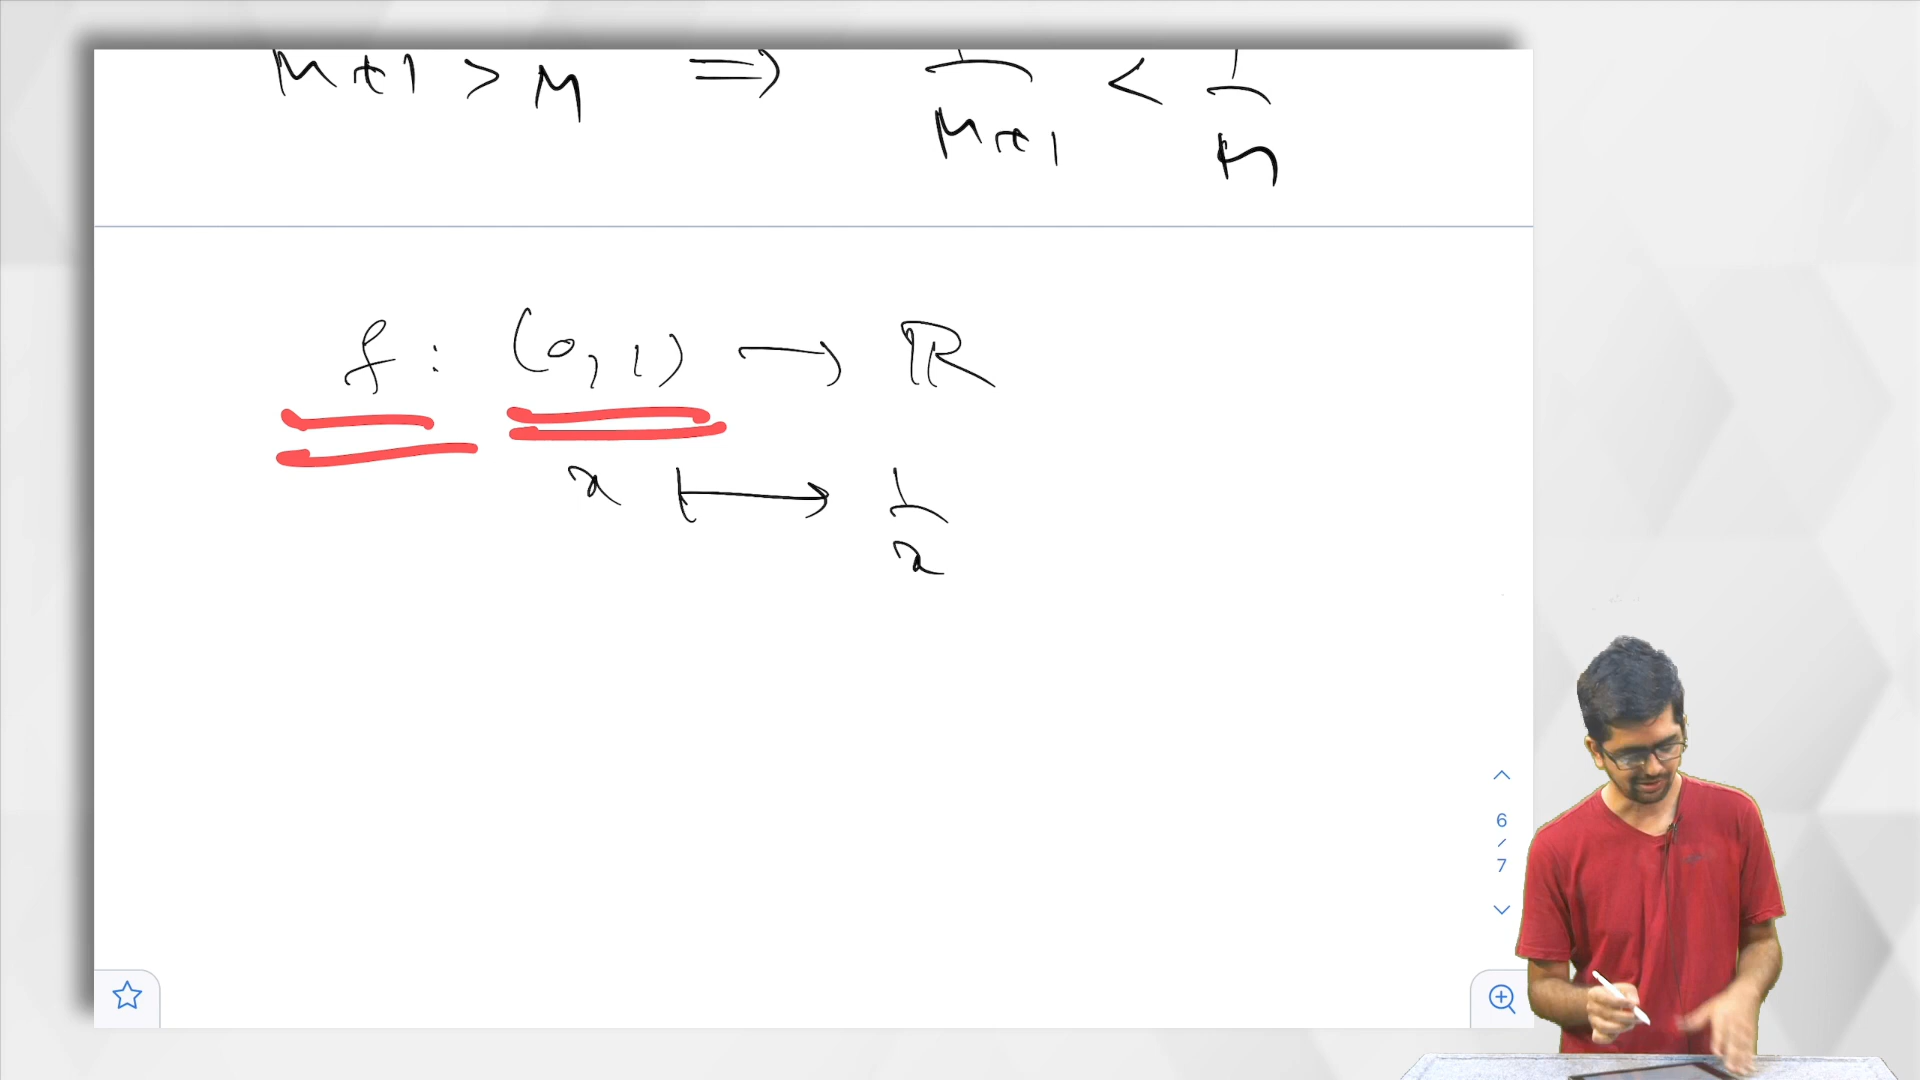 n+1 > n ⇒ 1/(n+1) < 1/n
f : (0, 1) → ℝ
x ↦ 1/x
6
/
7